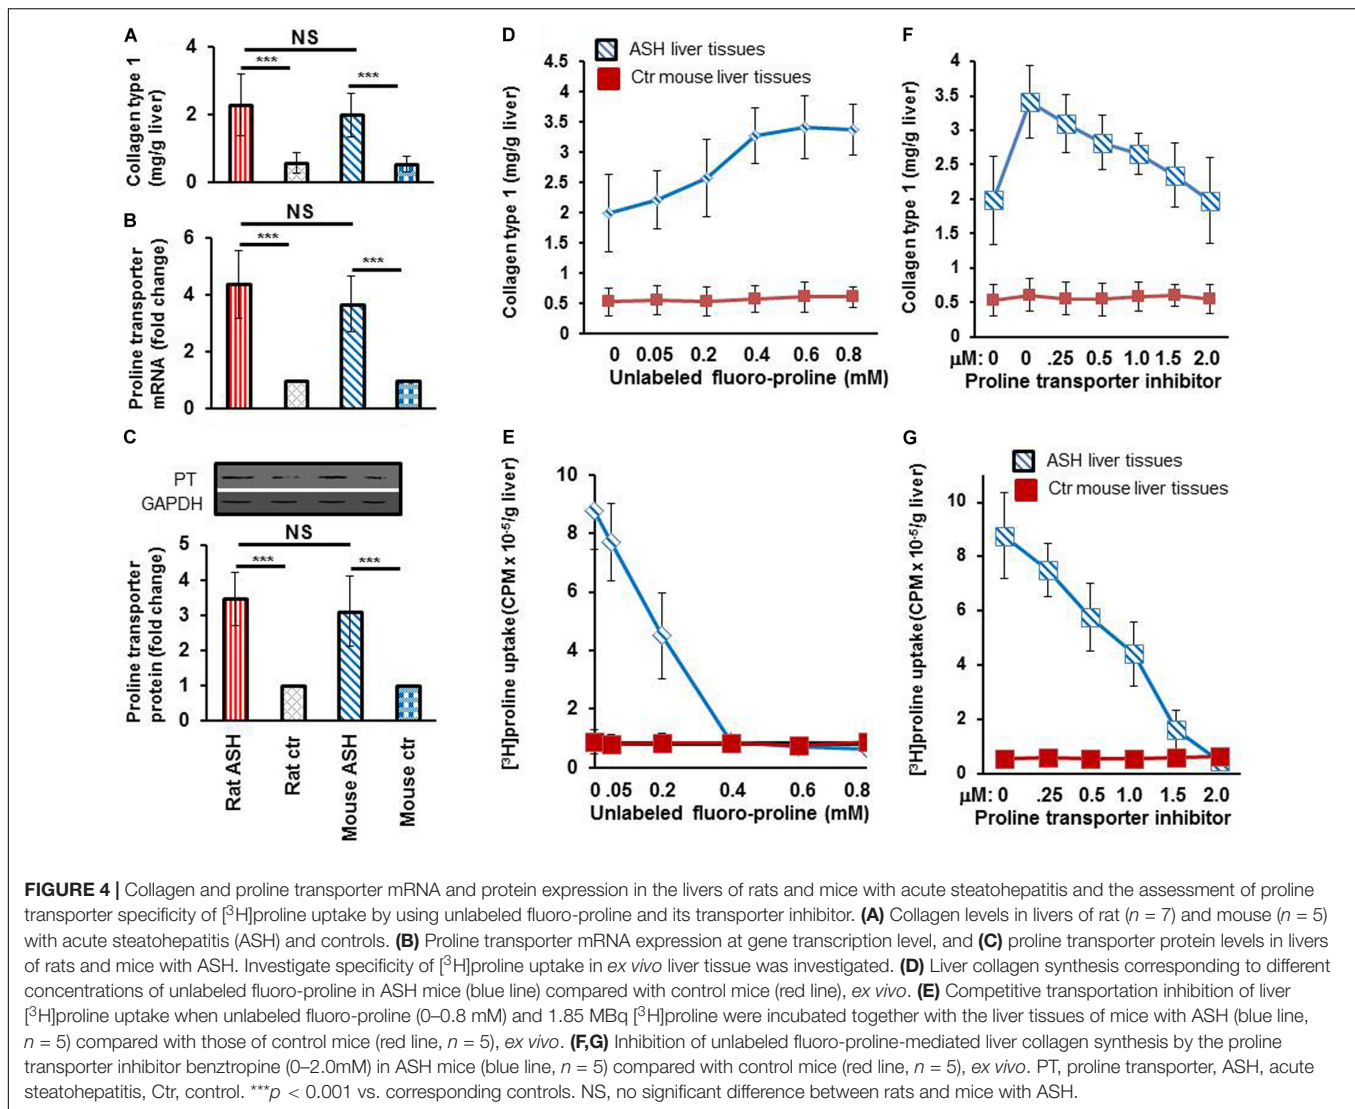 A
Collagen type 1
(mg/g liver)
4
2
0
NS
***
***
B
Proline transporter
mRNA (fold change)
6
4
2
0
NS
***
***
C
PT
GAPDH
Proline transporter
protein (fold change)
5
4
3
2
1
0
NS
***
***
Rat ASH
Rat ctr
Mouse ASH
Mouse ctr
D
ASH liver tissues
Ctr mouse liver tissues
Collagen type 1 (mg/g liver)
4.5
4
3.5
3
2.5
2
1.5
1
0.5
0
0 0.05 0.2 0.4 0.6 0.8
Unlabeled fluoro-proline (mM)
E
[³H]proline uptake (CPM x 10⁻⁵/g liver)
10
8
6
4
2
0
0 .05 0.2 0.4 0.6 0.8
Unlabeled fluoro-proline (mM)
F
Collagen type 1 (mg/g liver)
4
3.5
3
2.5
2
1.5
1
0.5
0
µM: 0 0 .25 0.5 1.0 1.5 2.0
Proline transporter inhibitor
G
ASH liver tissues
Ctr mouse liver tissues
[³H]proline uptake (CPM x 10⁻⁵/g liver)
10
8
6
4
2
0
µM: 0 .25 0.5 1.0 1.5 2.0
Proline transporter inhibitor
FIGURE 4 | Collagen and proline transporter mRNA and protein expression in the livers of rats and mice with acute steatohepatitis and the assessment of proline
transporter specificity of [³H]proline uptake by using unlabeled fluoro-proline and its transporter inhibitor. (A) Collagen levels in livers of rat (n = 7) and mouse (n = 5)
with acute steatohepatitis (ASH) and controls. (B) Proline transporter mRNA expression at gene transcription level, and (C) proline transporter protein levels in livers
of rats and mice with ASH. Investigate specificity of [³H]proline uptake in ex vivo liver tissue was investigated. (D) Liver collagen synthesis corresponding to different
concentrations of unlabeled fluoro-proline in ASH mice (blue line) compared with control mice (red line), ex vivo. (E) Competitive transportation inhibition of liver
[³H]proline uptake when unlabeled fluoro-proline (0–0.8 mM) and 1.85 MBq [³H]proline were incubated together with the liver tissues of mice with ASH (blue line,
n = 5) compared with those of control mice (red line, n = 5), ex vivo. (F,G) Inhibition of unlabeled fluoro-proline-mediated liver collagen synthesis by the proline
transporter inhibitor benztropine (0–2.0mM) in ASH mice (blue line, n = 5) compared with control mice (red line, n = 5), ex vivo. PT, proline transporter, ASH, acute
steatohepatitis, Ctr, control. ***p < 0.001 vs. corresponding controls. NS, no significant difference between rats and mice with ASH.